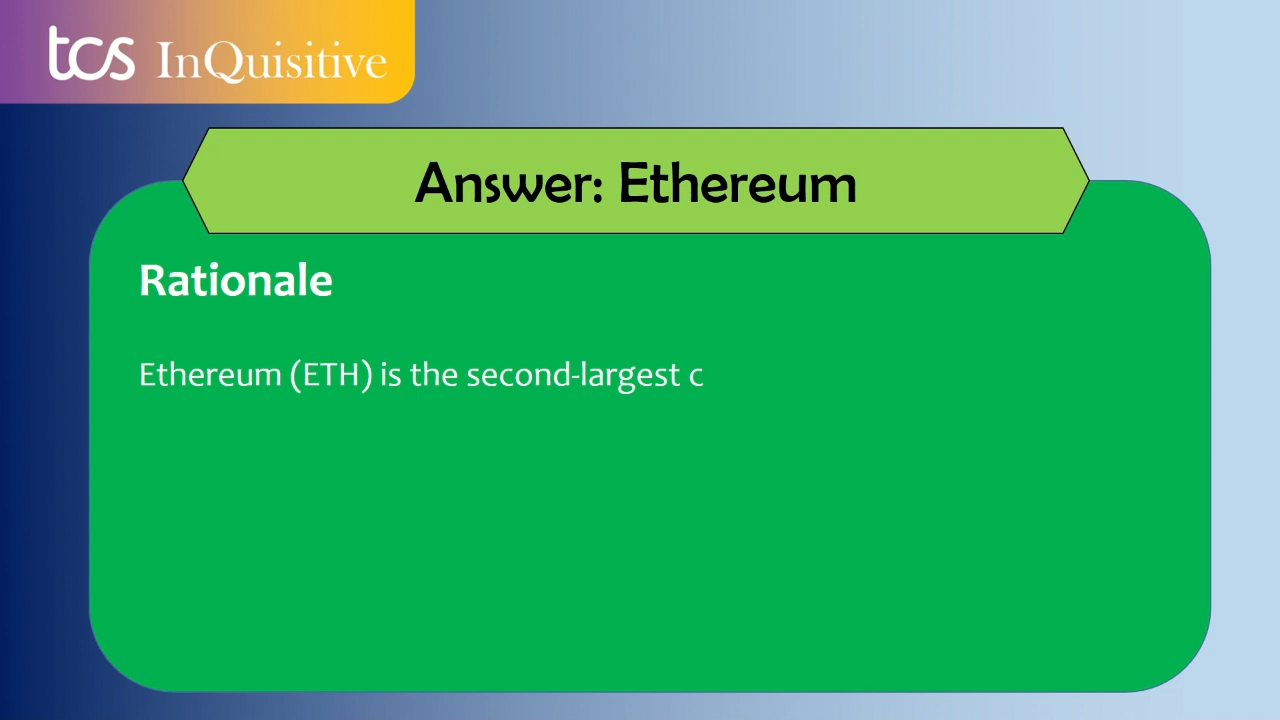 tcs InQuisitive
Answer: Ethereum
Rationale
Ethereum (ETH) is the second-largest c